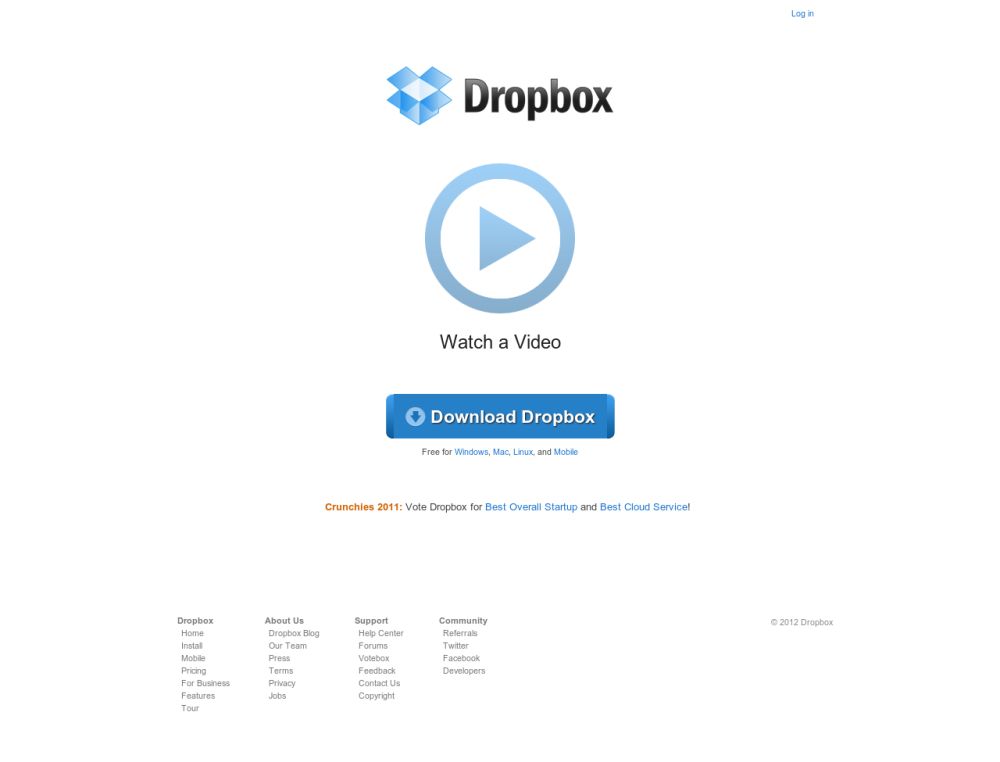 Log in
Dropbox
Watch a Video
Download Dropbox
Free for Windows, Mac, Linux, and Mobile
Crunchies 2011: Vote Dropbox for Best Overall Startup and Best Cloud Service!
Dropbox
Home
Install
Mobile
Pricing
For Business
Features
Tour
About Us
Dropbox Blog
Our Team
Press
Terms
Privacy
Jobs
Support
Help Center
Forums
Votebox
Feedback
Contact Us
Copyright
Community
Referrals
Twitter
Facebook
Developers
© 2012 Dropbox